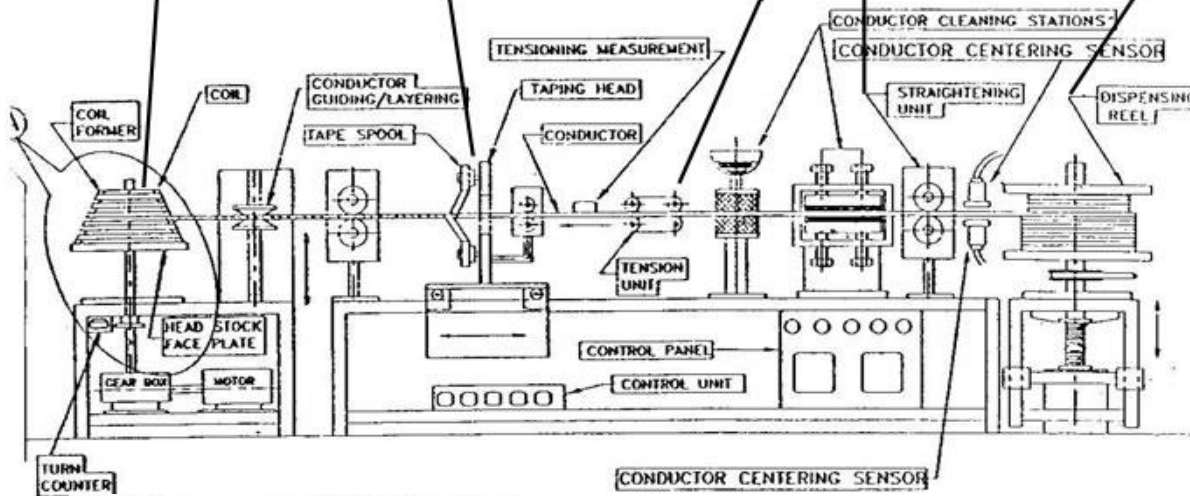 CONDUCTOR CLEANING STATIONS
TENSIONING MEASUREMENT
CONDUCTOR CENTERING SENSOR
COIL
CONDUCTOR
GUIDING/LAYERING
TAPING HEAD
STRAIGHTENING
UNIT
DISPENSING
REEL
COIL
FORMER
TAPE SPOOL
CONDUCTOR
TENSION
UNIT
HEAD STOCK
FACE PLATE
CONTROL PANEL
GEAR BOX
MOTOR
CONTROL UNIT
TURN
COUNTER
CONDUCTOR CENTERING SENSOR